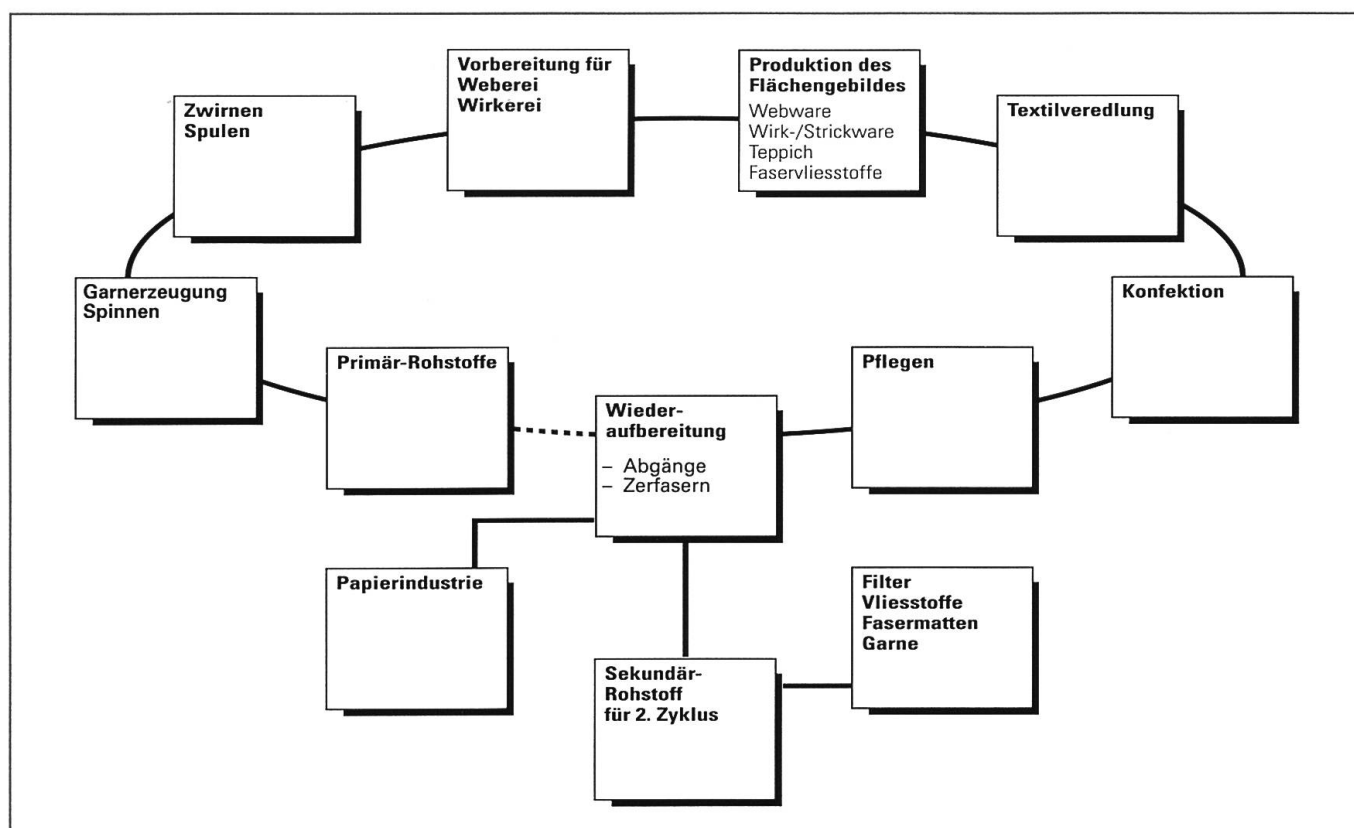 Vorbereitung für
Weberei
Wirkerei
Produktion des
Flächengebildes
Webware
Wirk-/Strickware
Teppich
Faservliesstoffe
Zwirnen
Spulen
Textilveredlung
Garnerzeugung
Spinnen
Konfektion
Primär-Rohstoffe
Pflegen
Wieder-
aufbereitung
– Abgänge
– Zerfasern
Papierindustrie
Filter
Vliesstoffe
Fasermatten
Garne
Sekundär-
Rohstoff
für 2. Zyklus